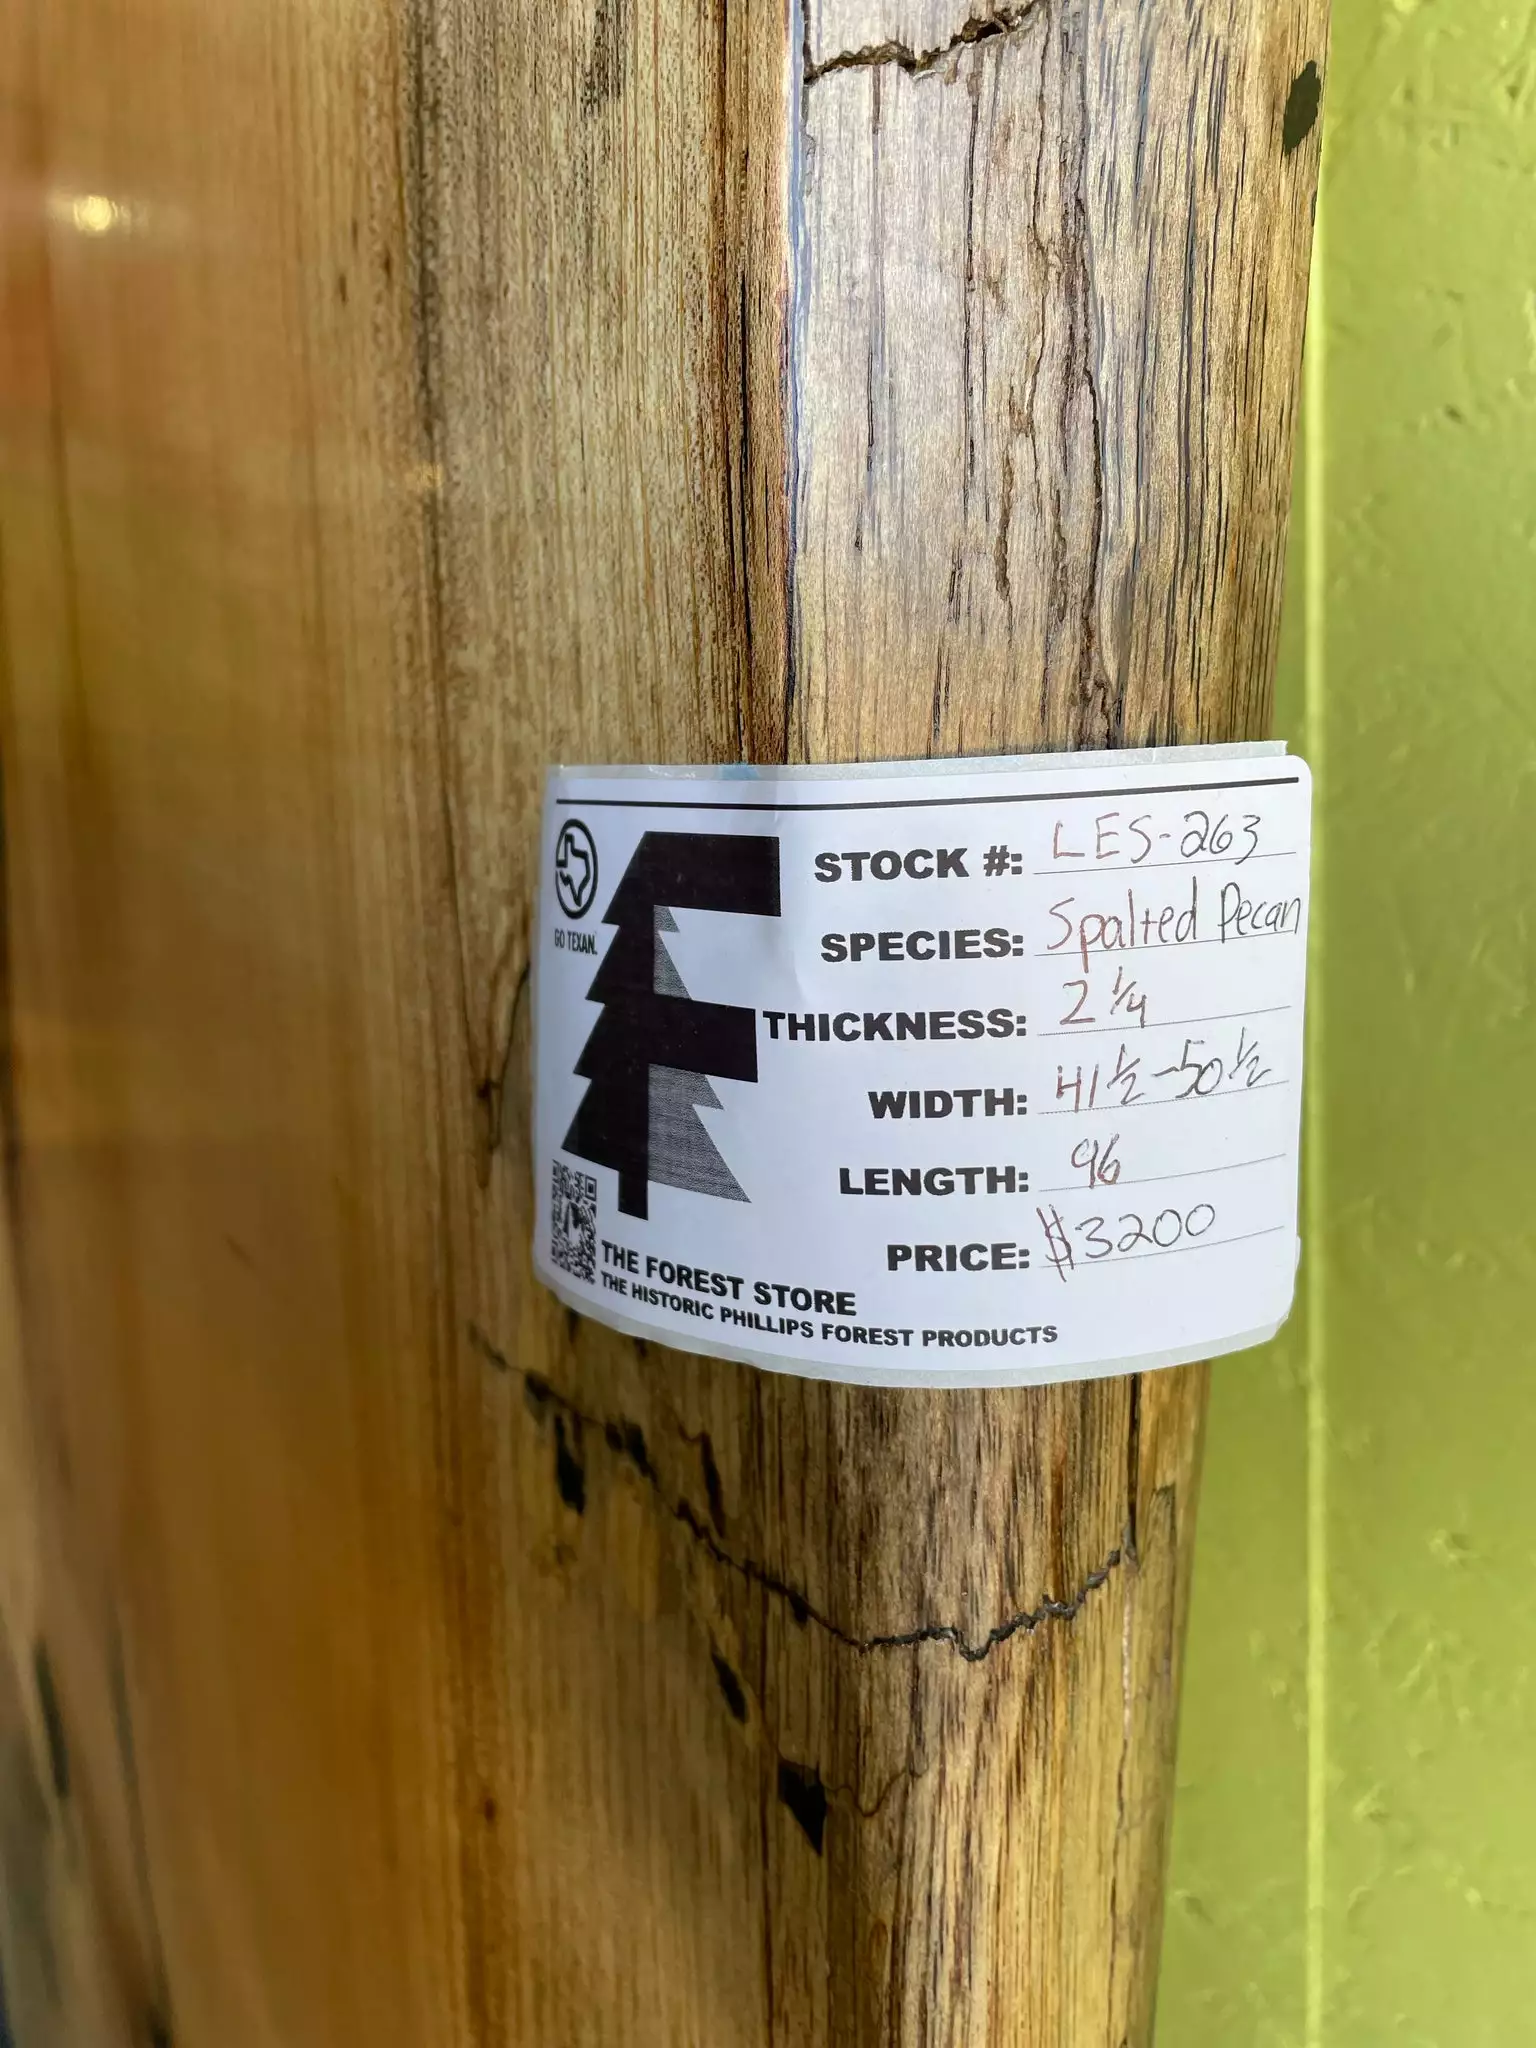 STOCK #: LES-263
SPECIES: Spalted Pecan
THICKNESS: 2 1/4
WIDTH: 41 1/2-50 1/2
LENGTH: 96
PRICE: $3200
GO TEXAN.
THE FOREST STORE
THE HISTORIC PHILLIPS FOREST PRODUCTS